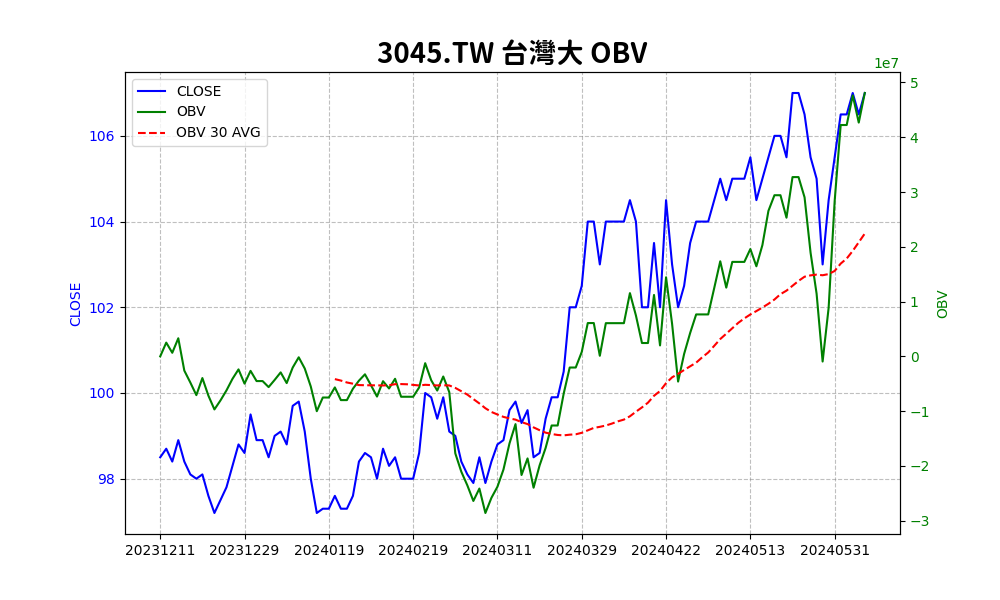 3045.TW 台灣大 OBV
1e7
CLOSE
OBV
OBV 30 AVG
106
104
102
100
98
CLOSE
5
4
3
2
1
0
−1
−2
−3
OBV
20231211 20231229 20240119 20240219 20240311 20240329 20240422 20240513 20240531